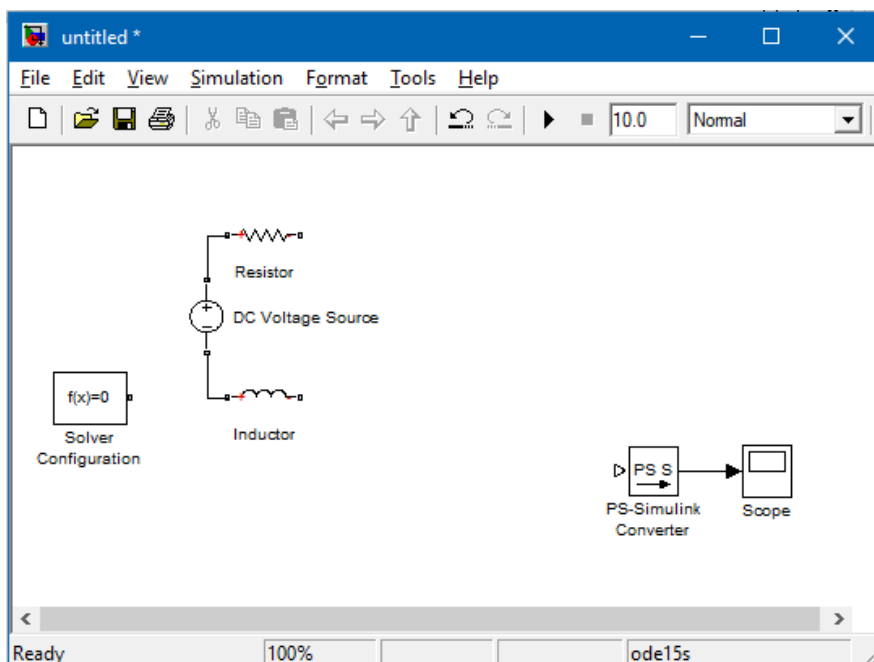 untitled *
File Edit View Simulation Format Tools Help
10.0 Normal
Resistor
+
−
DC Voltage Source
f(x)=0
Solver
Configuration
Inductor
PS S
PS-Simulink
Converter
Scope
Ready 100% ode15s